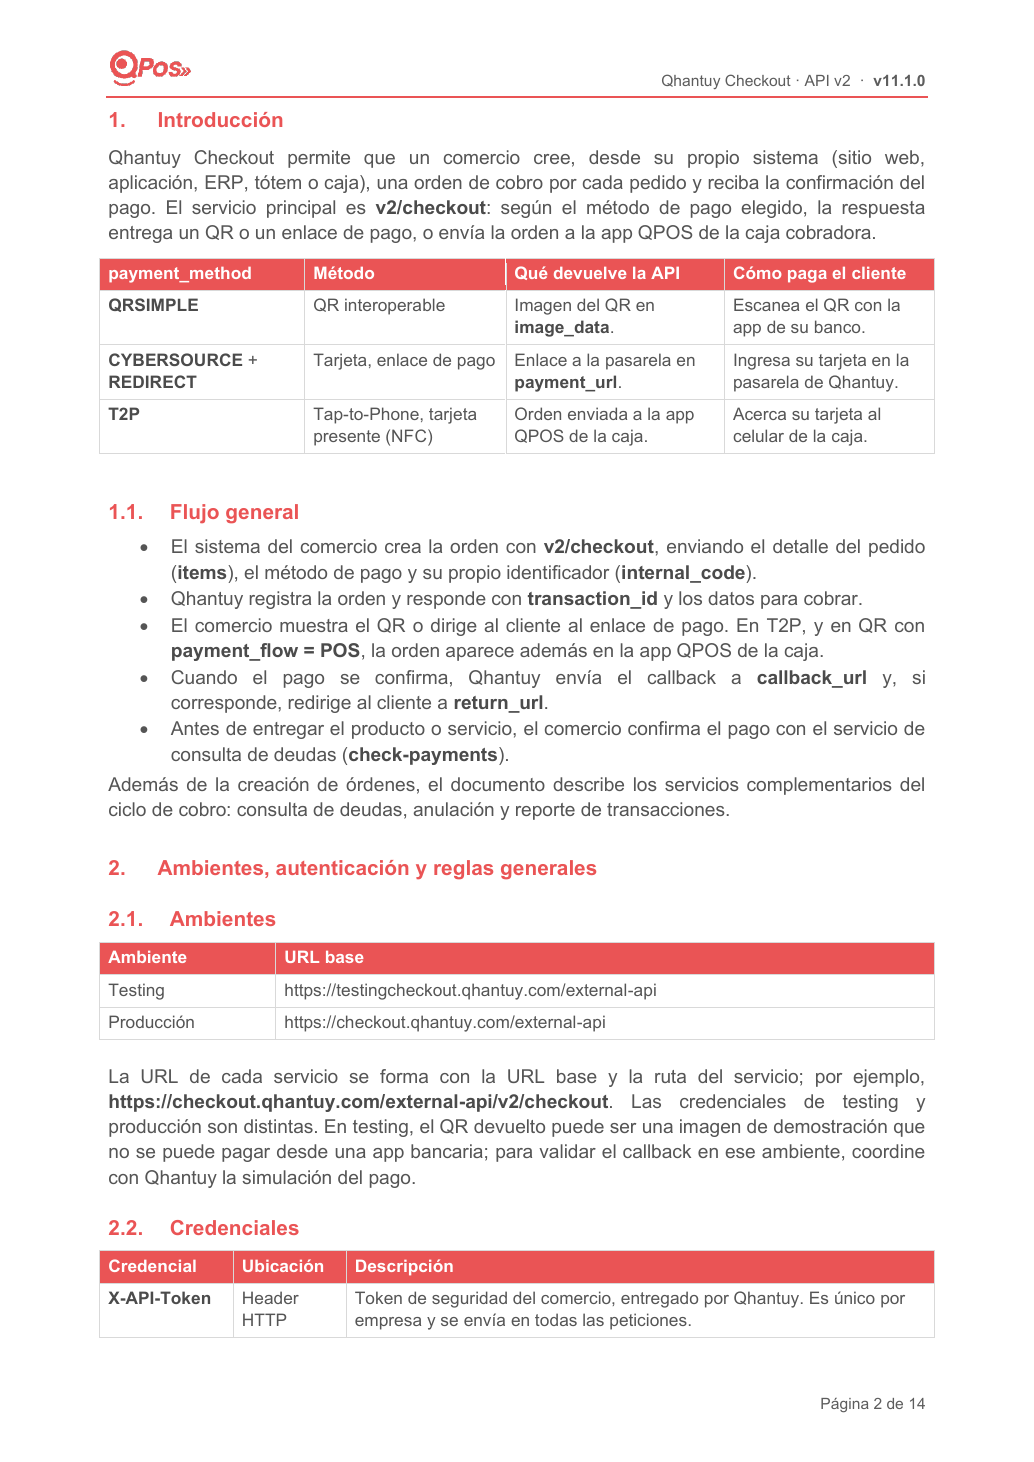 QPos»
Qhantuy Checkout · API v2 · v11.1.0
1. Introducción
Qhantuy Checkout permite que un comercio cree, desde su propio sistema (sitio web,
aplicación, ERP, tótem o caja), una orden de cobro por cada pedido y reciba la confirmación del
pago. El servicio principal es v2/checkout: según el método de pago elegido, la respuesta
entrega un QR o un enlace de pago, o envía la orden a la app QPOS de la caja cobradora.
payment_method Método Qué devuelve la API Cómo paga el cliente
QRSIMPLE QR interoperable Imagen del QR en Escanea el QR con la
image_data. app de su banco.
CYBERSOURCE + Tarjeta, enlace de pago Enlace a la pasarela en Ingresa su tarjeta en la
REDIRECT payment_url. pasarela de Qhantuy.
T2P Tap-to-Phone, tarjeta Orden enviada a la app Acerca su tarjeta al
presente (NFC) QPOS de la caja. celular de la caja.
1.1. Flujo general
• El sistema del comercio crea la orden con v2/checkout, enviando el detalle del pedido
(items), el método de pago y su propio identificador (internal_code).
• Qhantuy registra la orden y responde con transaction_id y los datos para cobrar.
• El comercio muestra el QR o dirige al cliente al enlace de pago. En T2P, y en QR con
payment_flow = POS, la orden aparece además en la app QPOS de la caja.
• Cuando el pago se confirma, Qhantuy envía el callback a callback_url y, si
corresponde, redirige al cliente a return_url.
• Antes de entregar el producto o servicio, el comercio confirma el pago con el servicio de
consulta de deudas (check-payments).
Además de la creación de órdenes, el documento describe los servicios complementarios del
ciclo de cobro: consulta de deudas, anulación y reporte de transacciones.
2. Ambientes, autenticación y reglas generales
2.1. Ambientes
Ambiente URL base
Testing https://testingcheckout.qhantuy.com/external-api
Producción https://checkout.qhantuy.com/external-api
La URL de cada servicio se forma con la URL base y la ruta del servicio; por ejemplo,
https://checkout.qhantuy.com/external-api/v2/checkout. Las credenciales de testing y
producción son distintas. En testing, el QR devuelto puede ser una imagen de demostración que
no se puede pagar desde una app bancaria; para validar el callback en ese ambiente, coordine
con Qhantuy la simulación del pago.
2.2. Credenciales
Credencial Ubicación Descripción
X-API-Token Header Token de seguridad del comercio, entregado por Qhantuy. Es único por
HTTP empresa y se envía en todas las peticiones.
Página 2 de 14